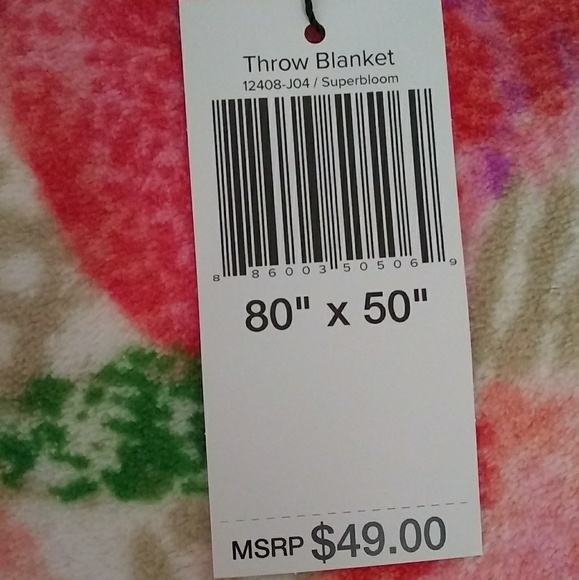 Throw Blanket
12408-J04 / Superbloom
8 86003 50506 9
80" x 50"
MSRP $49.00